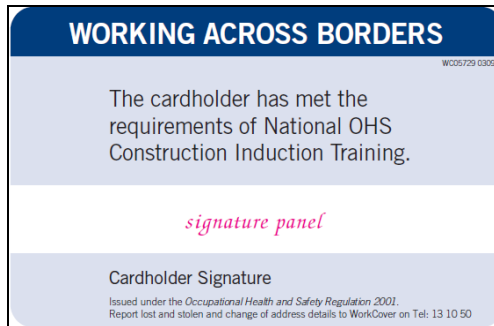 WORKING ACROSS BORDERS
WC05729 0309
The cardholder has met the
requirements of National OHS
Construction Induction Training.
signature panel
Cardholder Signature
Issued under the Occupational Health and Safety Regulation 2001.
Report lost and stolen and change of address details to WorkCover on Tel: 13 10 50